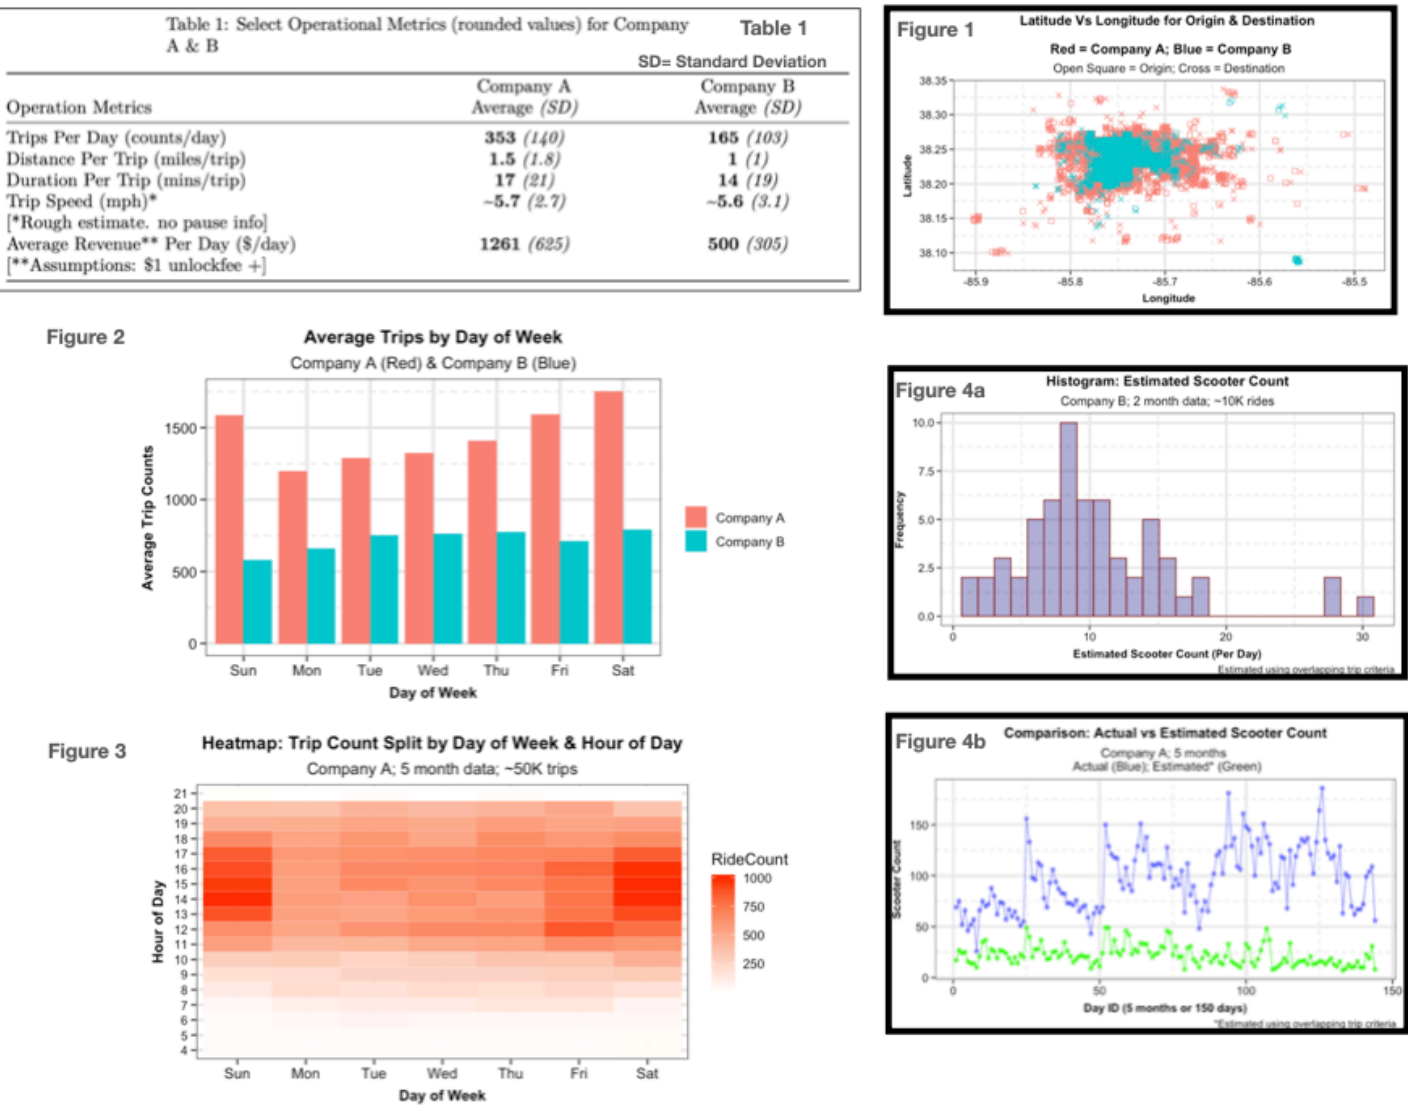 Table 1: Select Operational Metrics (rounded values) for Company
A & B
Table 1
SD= Standard Deviation
Operation Metrics
Company A
Average (SD)
Company B
Average (SD)
Trips Per Day (counts/day) 353 (140) 165 (103)
Distance Per Trip (miles/trip) 1.5 (1.8) 1 (1)
Duration Per Trip (mins/trip) 17 (21) 14 (19)
Trip Speed (mph)* ~5.7 (2.7) ~5.6 (3.1)
[*Rough estimate. no pause info]
Average Revenue** Per Day ($/day) 1261 (625) 500 (305)
[**Assumptions: $1 unlockfee +]
Figure 1
Latitude Vs Longitude for Origin & Destination
Red = Company A; Blue = Company B
Open Square = Origin; Cross = Destination
Latitude
38.35
38.30
38.25
38.20
38.15
38.10
-85.9 -85.8 -85.7 -85.6 -85.5
Longitude
Figure 2
Average Trips by Day of Week
Company A (Red) & Company B (Blue)
Average Trip Counts
1500
1000
500
0
Sun Mon Tue Wed Thu Fri Sat
Day of Week
Company A
Company B
Figure 4a
Histogram: Estimated Scooter Count
Company B; 2 month data; ~10K rides
Frequency
10.0
7.5
5.0
2.5
0.0
0 10 20 30
Estimated Scooter Count (Per Day)
Estimated using overlapping trip criteria
Figure 3
Heatmap: Trip Count Split by Day of Week & Hour of Day
Company A; 5 month data; ~50K trips
Hour of Day
21
20
19
18
17
16
15
14
13
12
11
10
9
8
7
6
5
4
Sun Mon Tue Wed Thu Fri Sat
Day of Week
RideCount
1000
750
500
250
Figure 4b
Comparison: Actual vs Estimated Scooter Count
Company A; 5 months
Actual (Blue); Estimated* (Green)
Scooter Count
150
100
50
0
0 50 100 150
Day ID (5 months or 150 days)
*Estimated using overlapping trip criteria